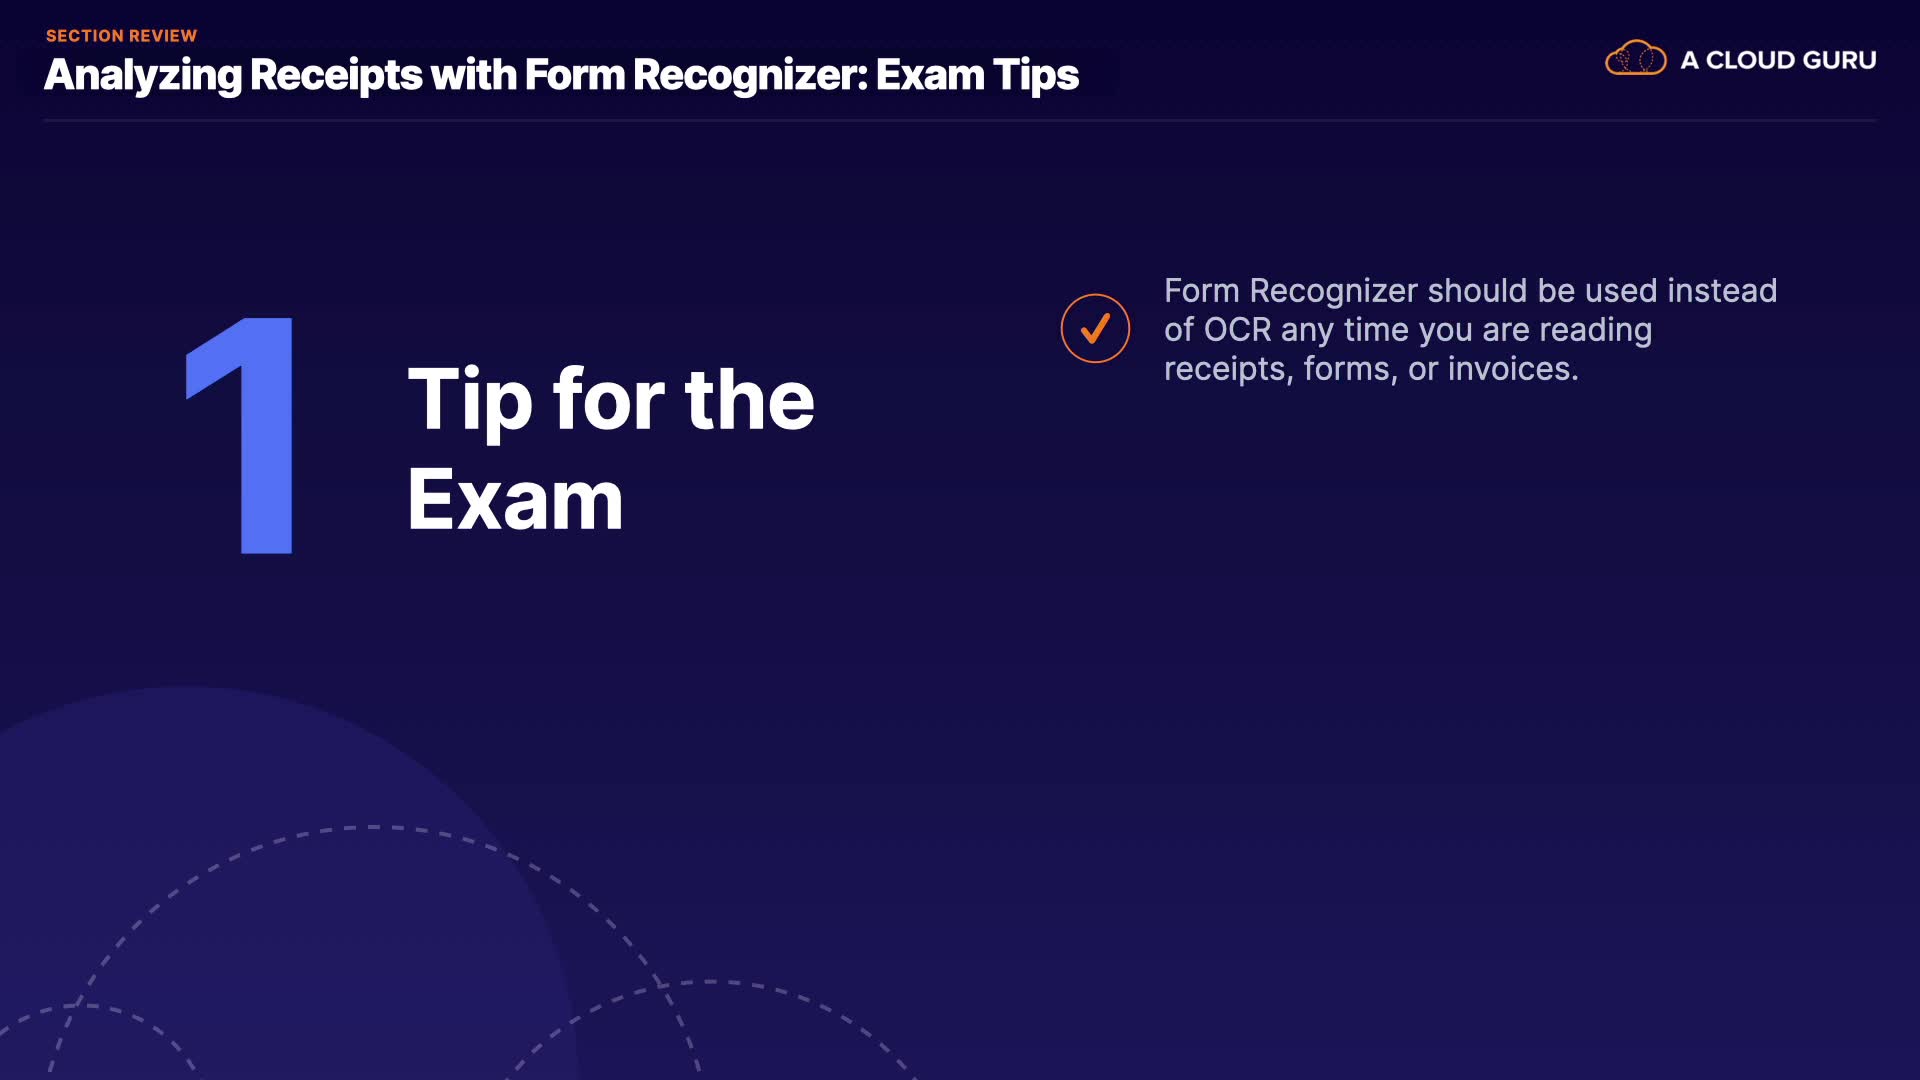 SECTION REVIEW
Analyzing Receipts with Form Recognizer: Exam Tips
A CLOUD GURU
1
Tip for the
Exam
Form Recognizer should be used instead
of OCR any time you are reading
receipts, forms, or invoices.